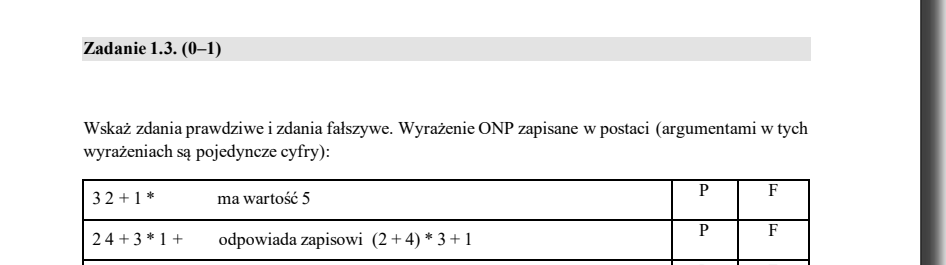 Zadanie 1.3. (0–1)
Wskaż zdania prawdziwe i zdania fałszywe. Wyrażenie ONP zapisane w postaci (argumentami w tych
wyrażeniach są pojedyncze cyfry):
3 2 + 1 * ma wartość 5 P F
2 4 + 3 * 1 + odpowiada zapisowi (2 + 4) * 3 + 1 P F